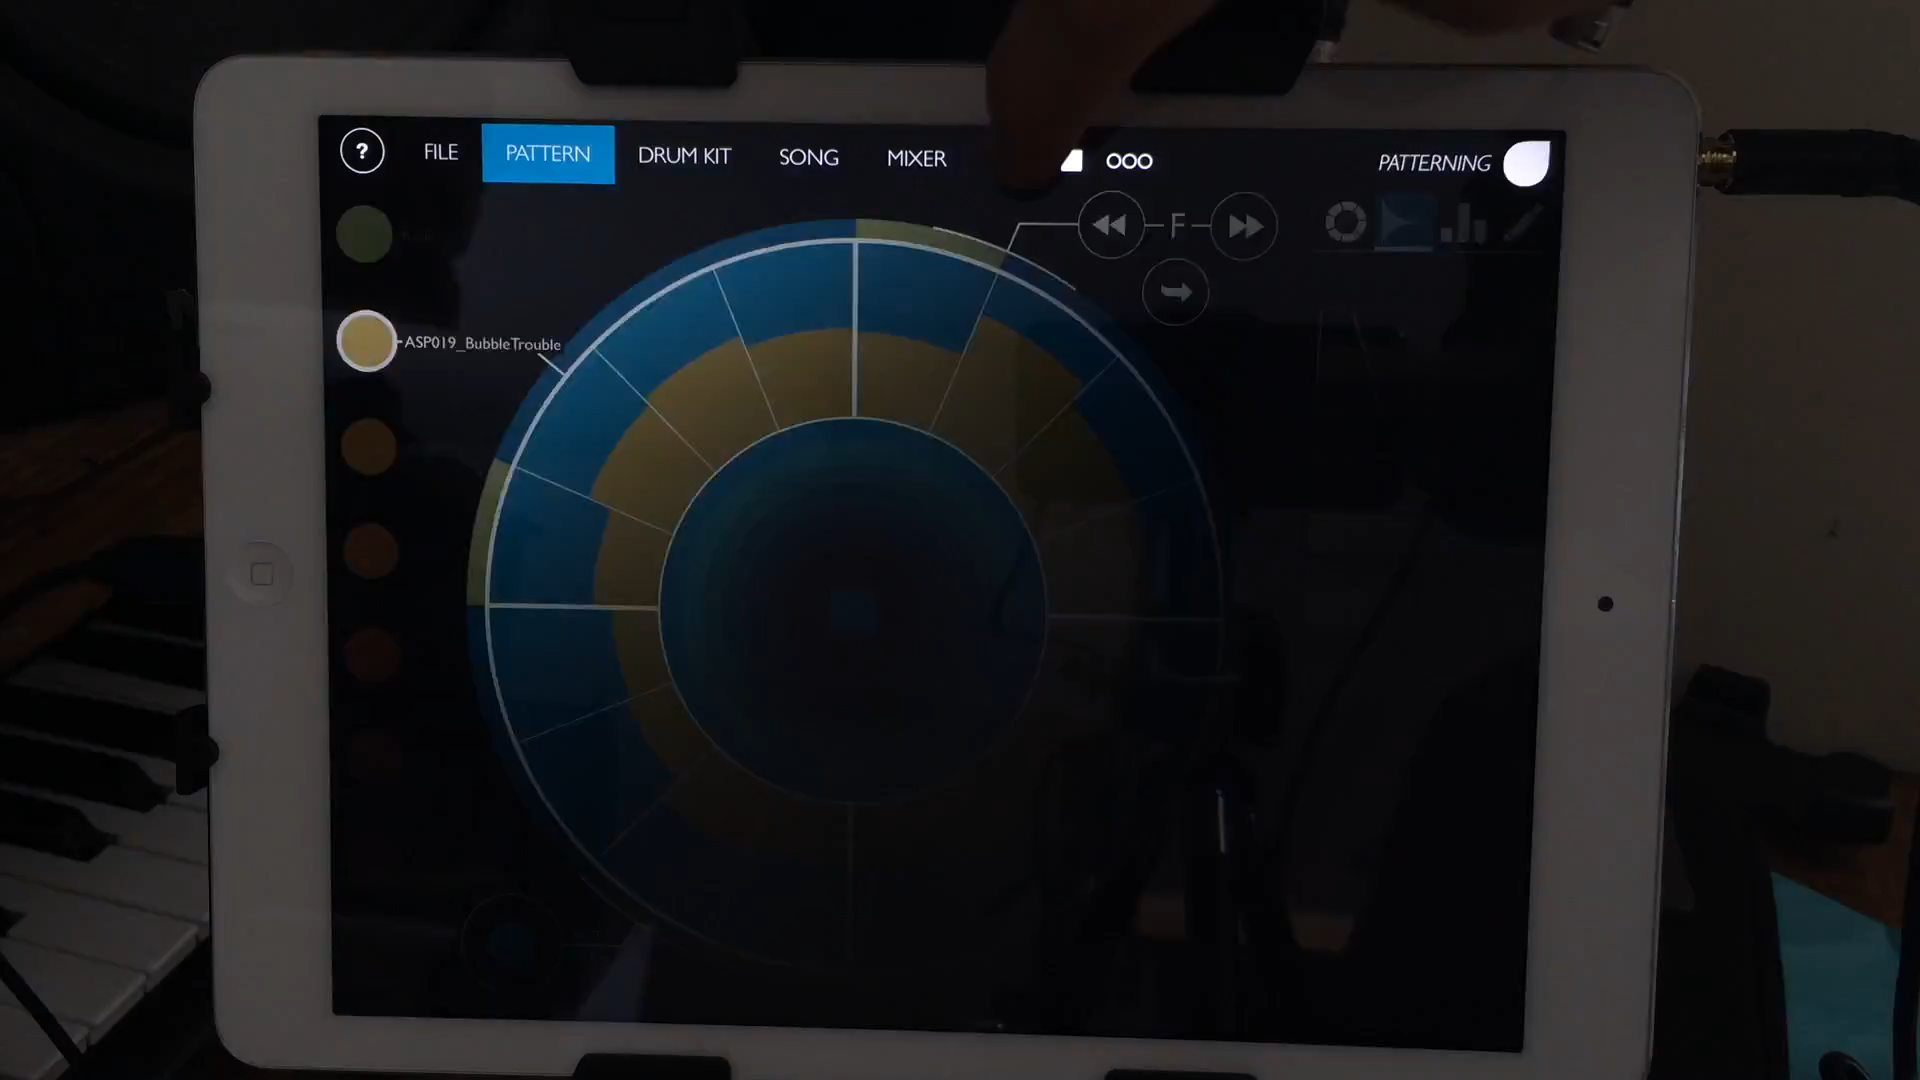 ?
FILE
PATTERN
DRUM KIT
SONG
MIXER
PATTERNING
F
ASP019_BubbleTrouble